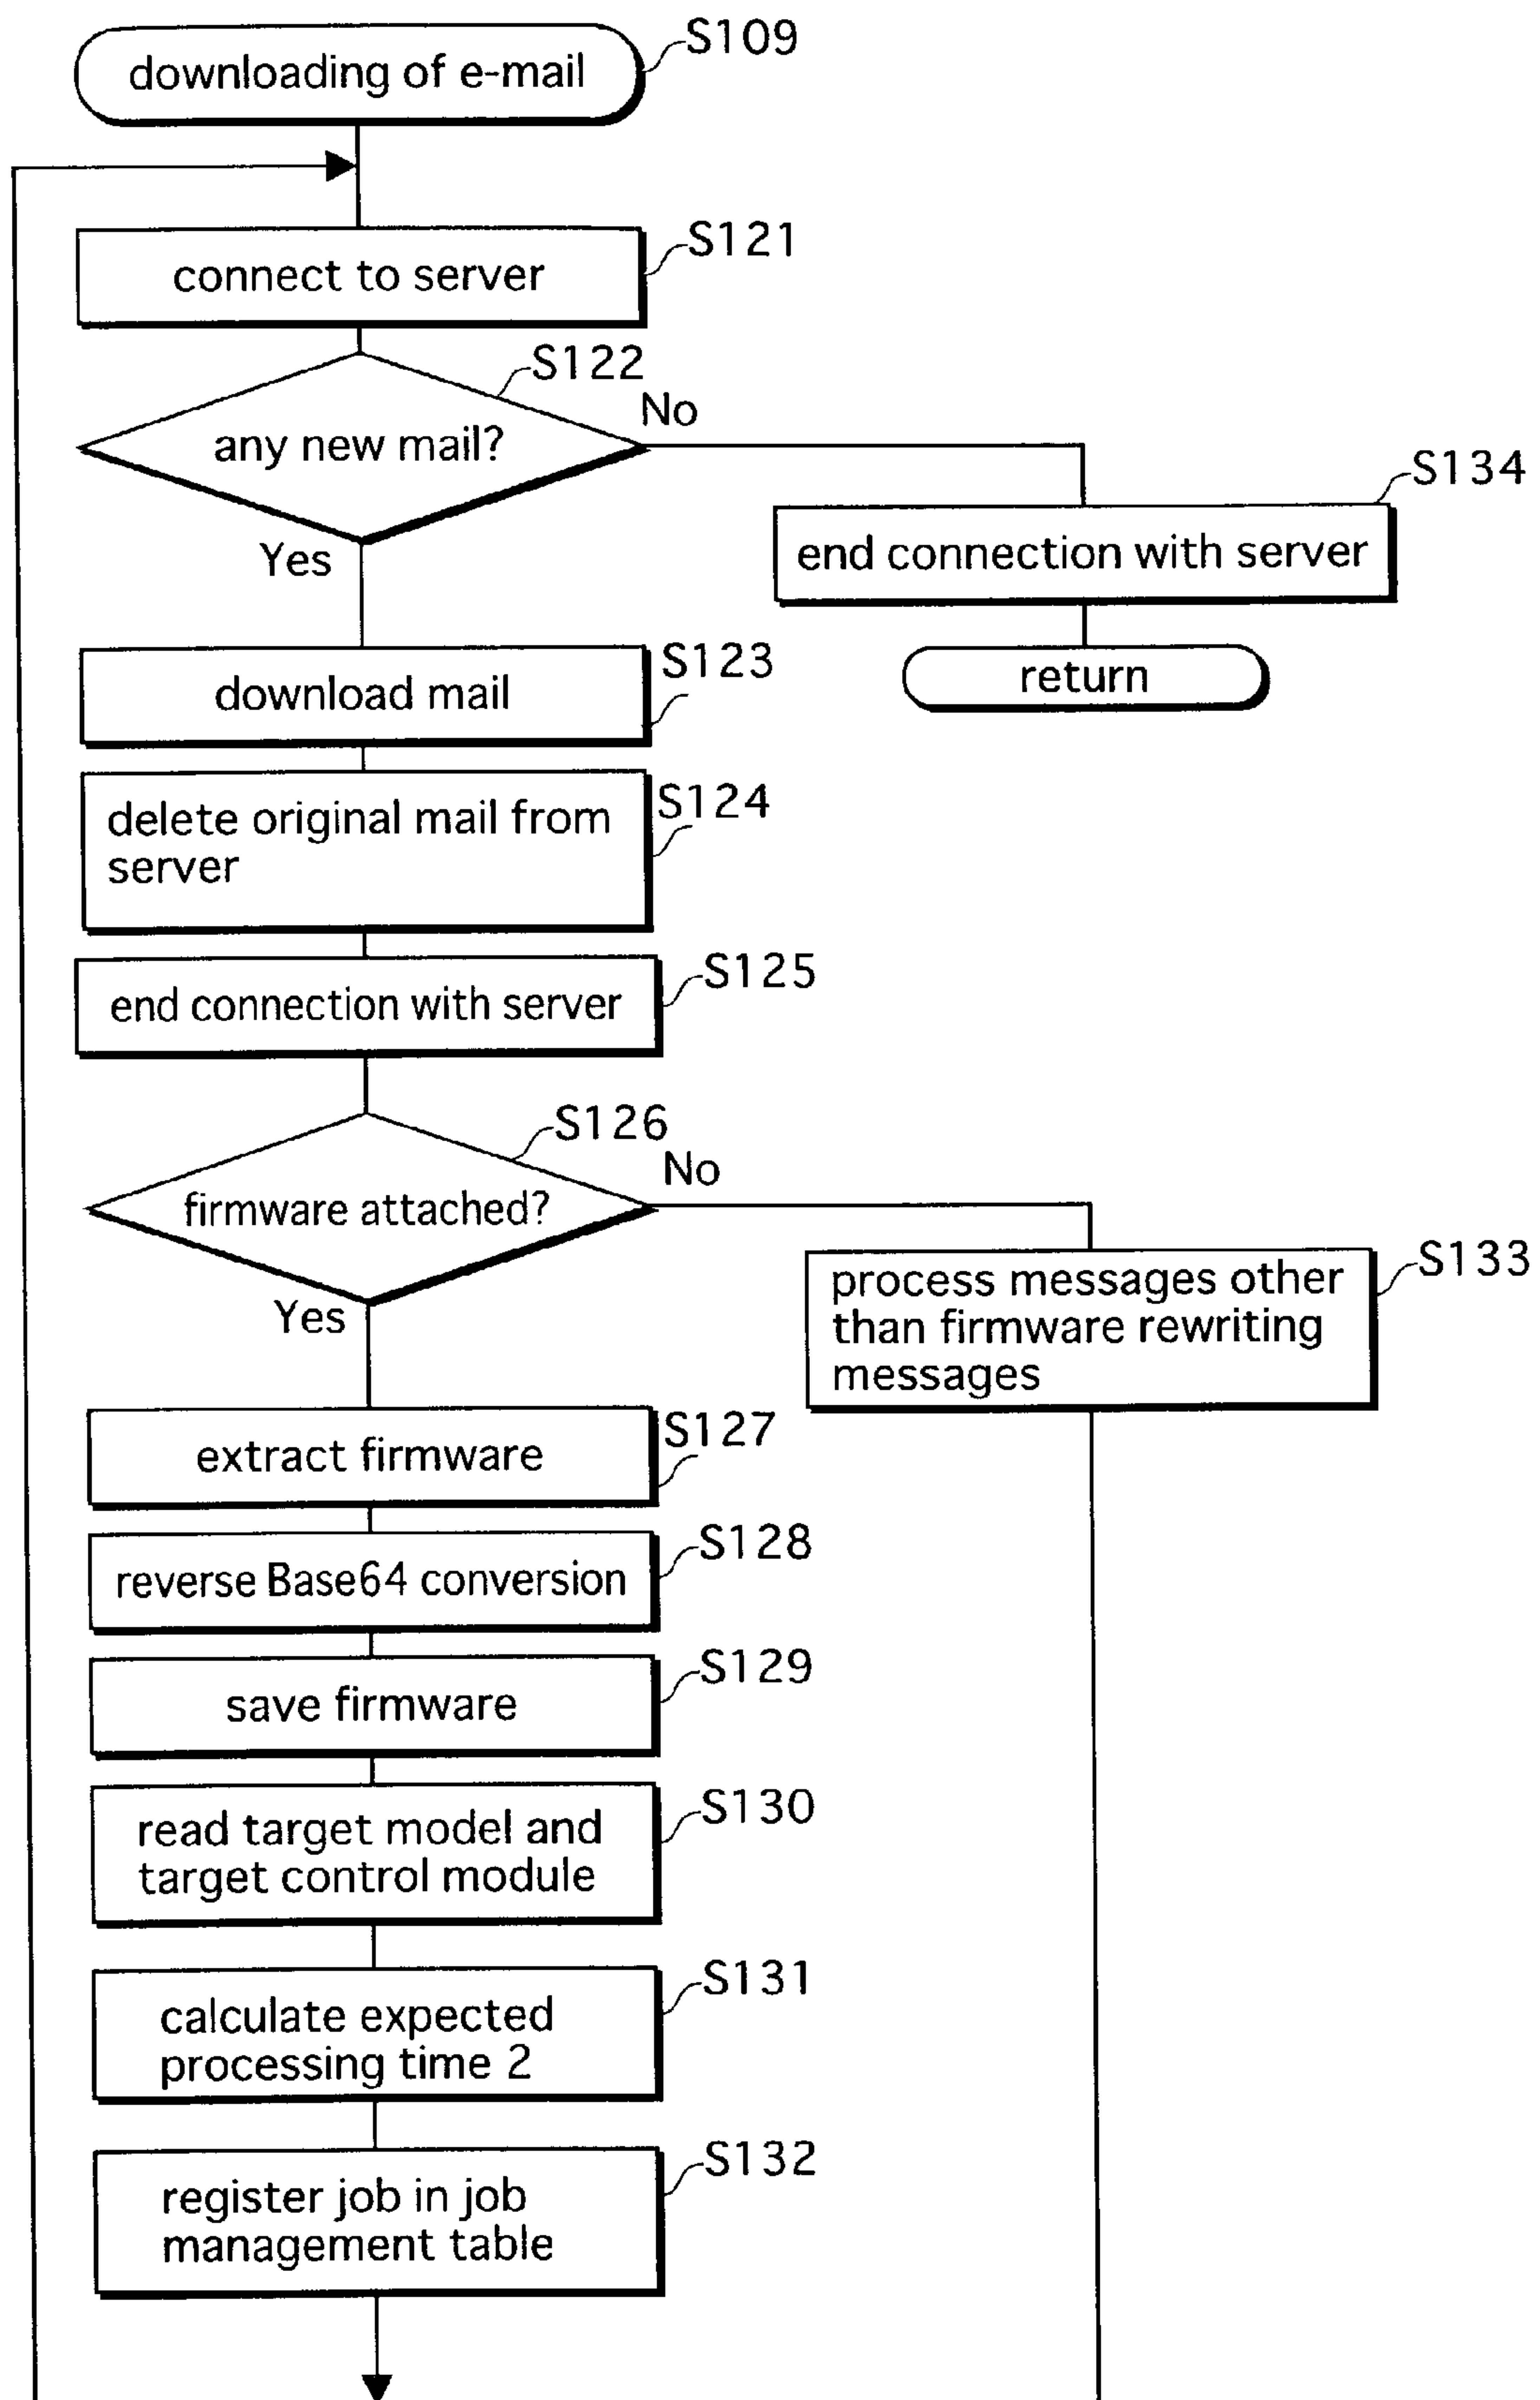 S109
downloading of e-mail
S121
connect to server
S122
No
any new mail?
S134
end connection with server
Yes
return
S123
download mail
S124
delete original mail from
server
S125
end connection with server
S126
No
firmware attached?
S133
process messages other
than firmware rewriting
messages
Yes
S127
extract firmware
S128
reverse Base64 conversion
S129
save firmware
S130
read target model and
target control module
S131
calculate expected
processing time 2
S132
register job in job
management table